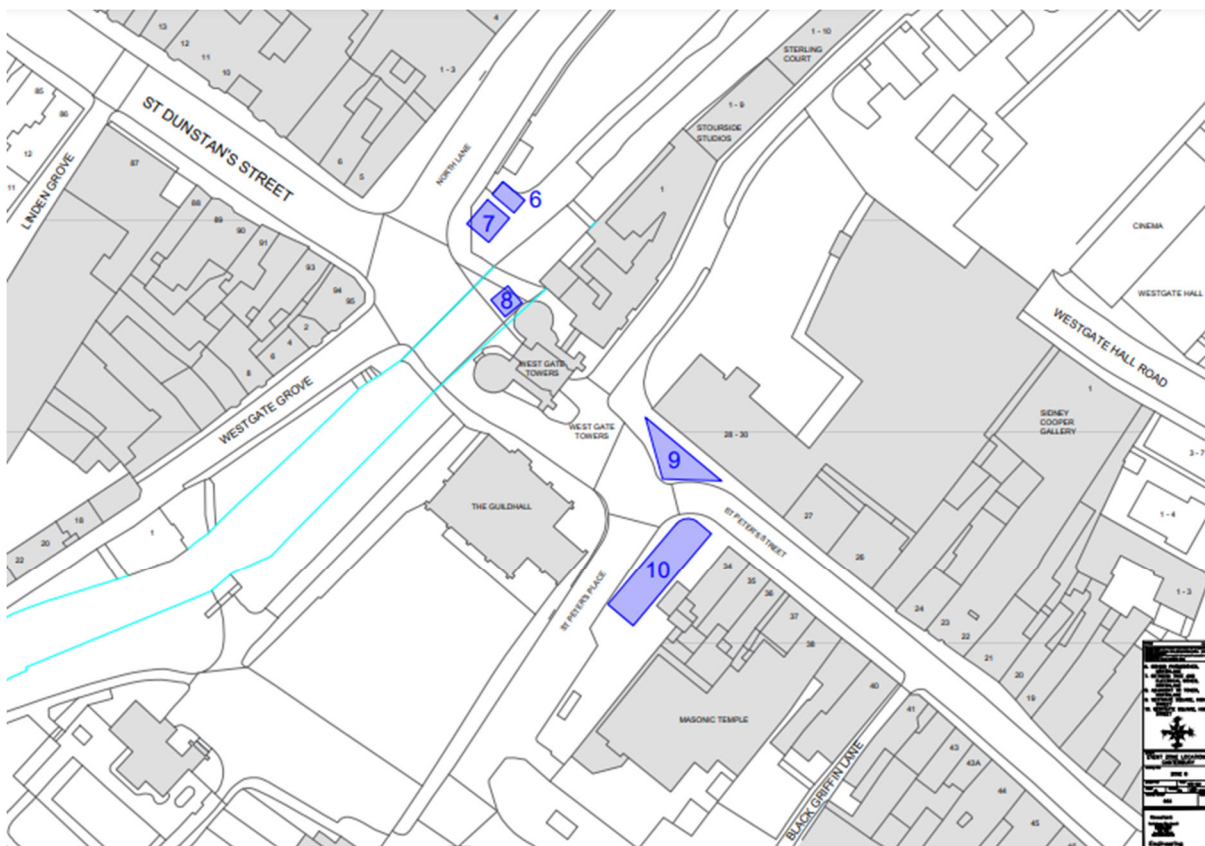 13
12
11
10
4
1 - 3
1 - 10
STERLING
COURT
85
86
ST DUNSTAN'S STREET
1 - 9
STOURSIDE
STUDIOS
12
87
6
5
NORTH LANE
11
LINDEN GROVE
1
6
88
7
89
90
CINEMA
91
93
94
95
8
WESTGATE HALL
2
4
6
8
WESTGATE HALL ROAD
WEST GATE
TOWERS
WESTGATE GROVE
1
SIDNEY
COOPER
GALLERY
WEST GATE
TOWERS
28 - 30
9
3 - 7
THE GUILDHALL
27
1 - 4
18
20
22
1
ST PETER'S STREET
26
10
34
35
36
37
38
ST PETER'S PLACE
24
23
22
21
20
19
1 - 3
40
MASONIC TEMPLE
41
43
43A
44
45
BLACK GRIFFIN LANE
Engineering